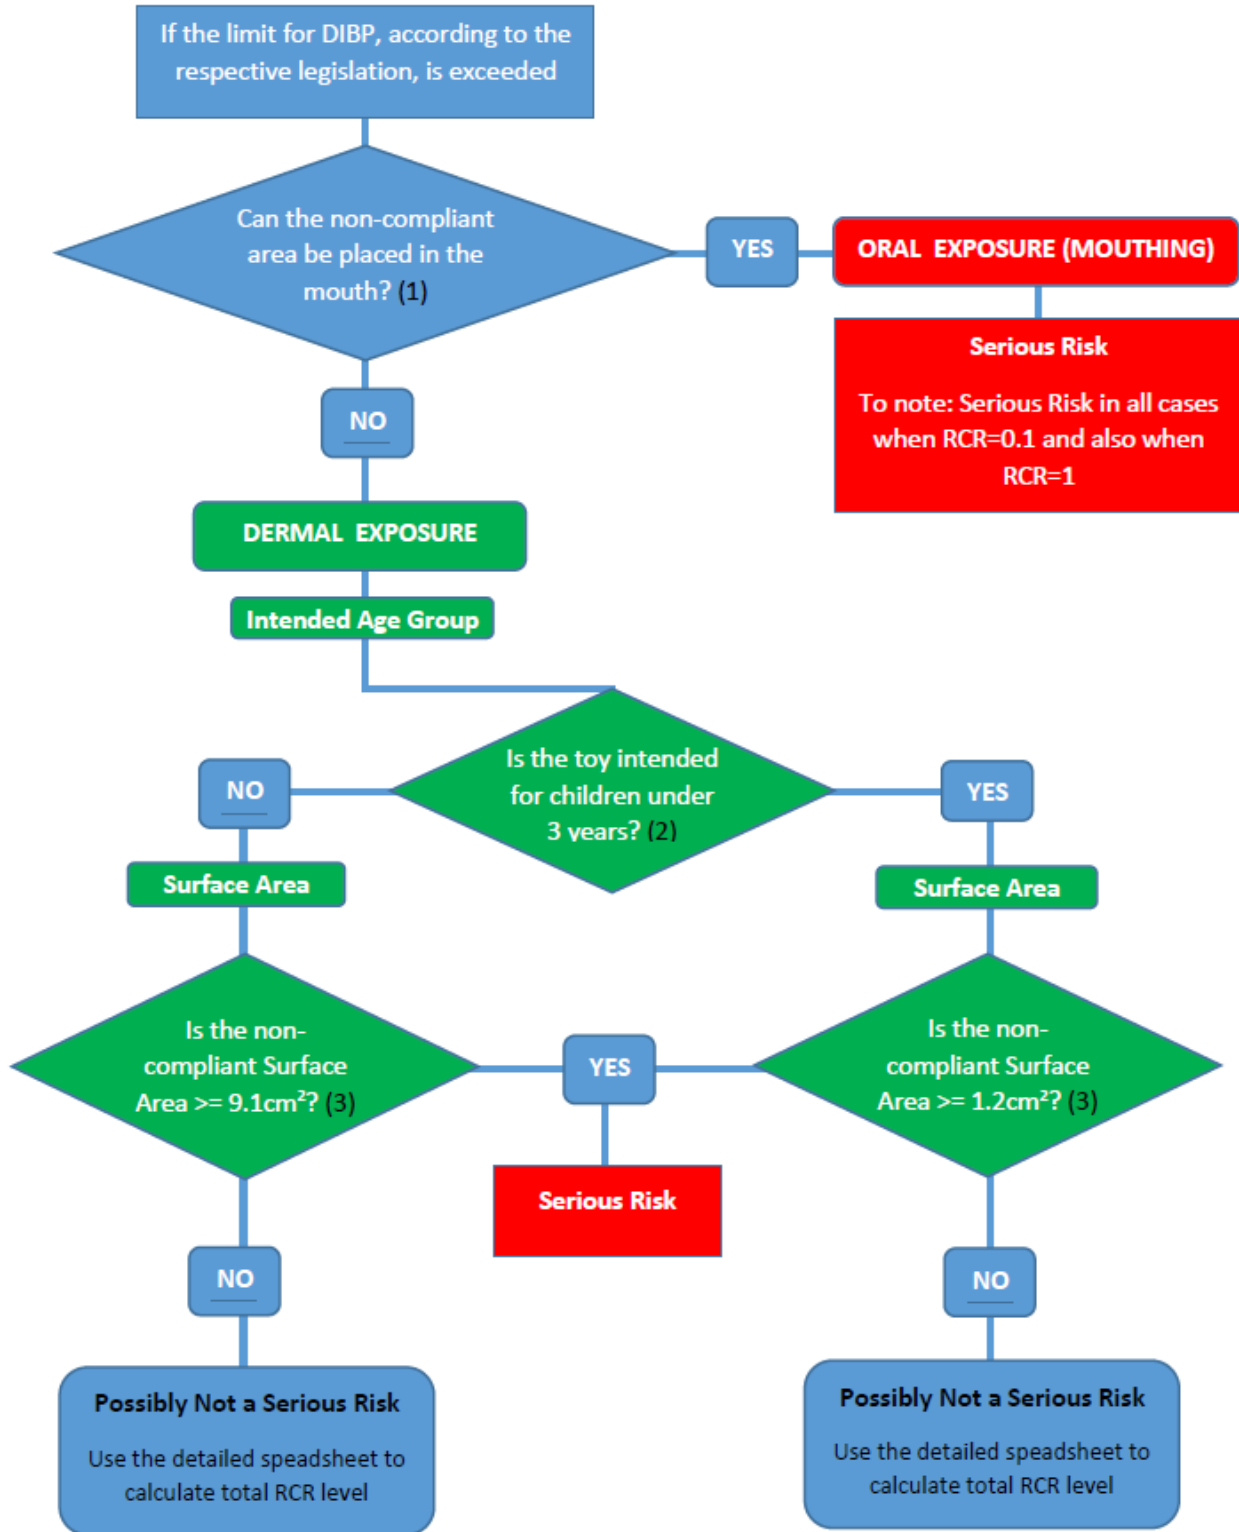 If the limit for DIBP, according to the
respective legislation, is exceeded
Can the non-compliant
area be placed in the
mouth? (1)
YES
ORAL EXPOSURE (MOUTHING)
Serious Risk
To note: Serious Risk in all cases
when RCR=0.1 and also when
RCR=1
NO
DERMAL EXPOSURE
Intended Age Group
Is the toy intended
for children under
3 years? (2)
NO
YES
Surface Area
Surface Area
Is the non-
compliant Surface
Area >= 9.1cm²? (3)
YES
Is the non-
compliant Surface
Area >= 1.2cm²? (3)
Serious Risk
NO
NO
Possibly Not a Serious Risk
Use the detailed speadsheet to
calculate total RCR level
Possibly Not a Serious Risk
Use the detailed speadsheet to
calculate total RCR level